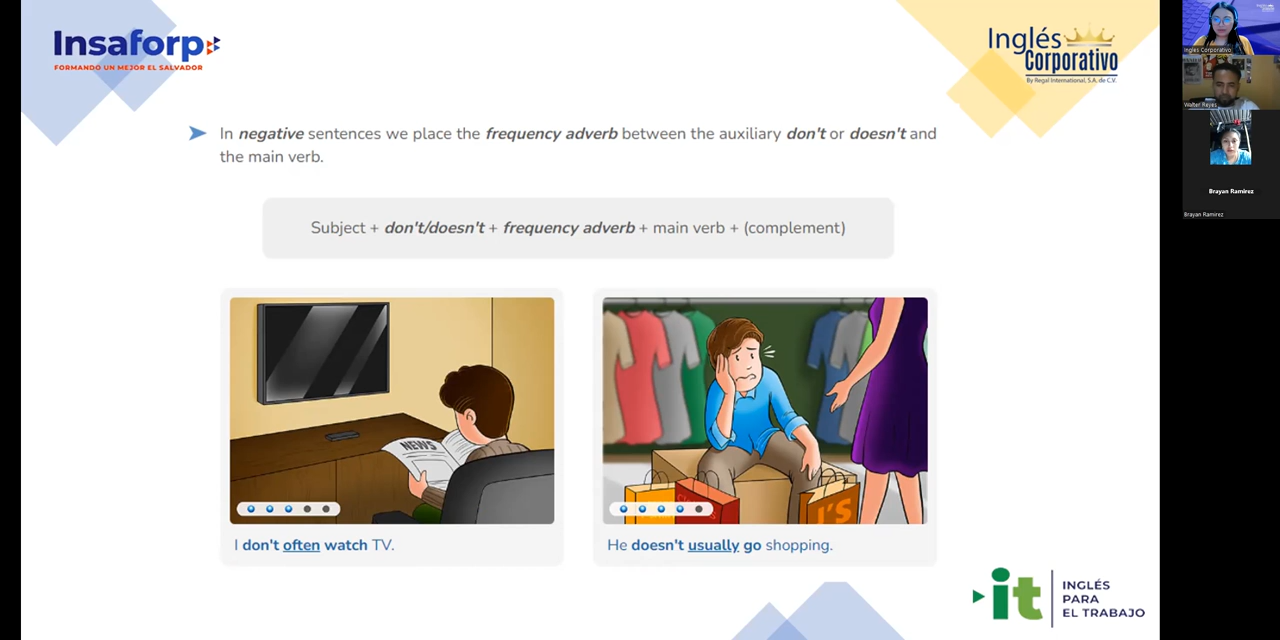 Insaforp
FORMANDO UN MEJOR EL SALVADOR
Inglés
Corporativo
By Regal International, S.A. de C.V.
In negative sentences we place the frequency adverb between the auxiliary don't or doesn't and
the main verb.
Subject + don't/doesn't + frequency adverb + main verb + (complement)
NEWS
J'S
I don't often watch TV.
He doesn't usually go shopping.
it
INGLÉS
PARA
EL TRABAJO
Ingles Corporativo
Walter Reyes
Brayan Ramirez
Brayan Ramirez